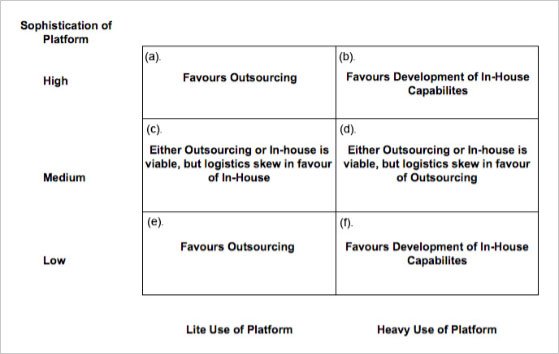 Sophistication of
Platform
(a).
(b).
High
Favours Outsourcing
Favours Development of In-House
Capabilites
(c).
(d).
Medium
Either Outsourcing or In-house is
viable, but logistics skew in favour
of In-House
Either Outsourcing or In-house is
viable, but logistics skew in favour
of Outsourcing
(e).
(f).
Low
Favours Outsourcing
Favours Development of In-House
Capabilites
Lite Use of Platform
Heavy Use of Platform